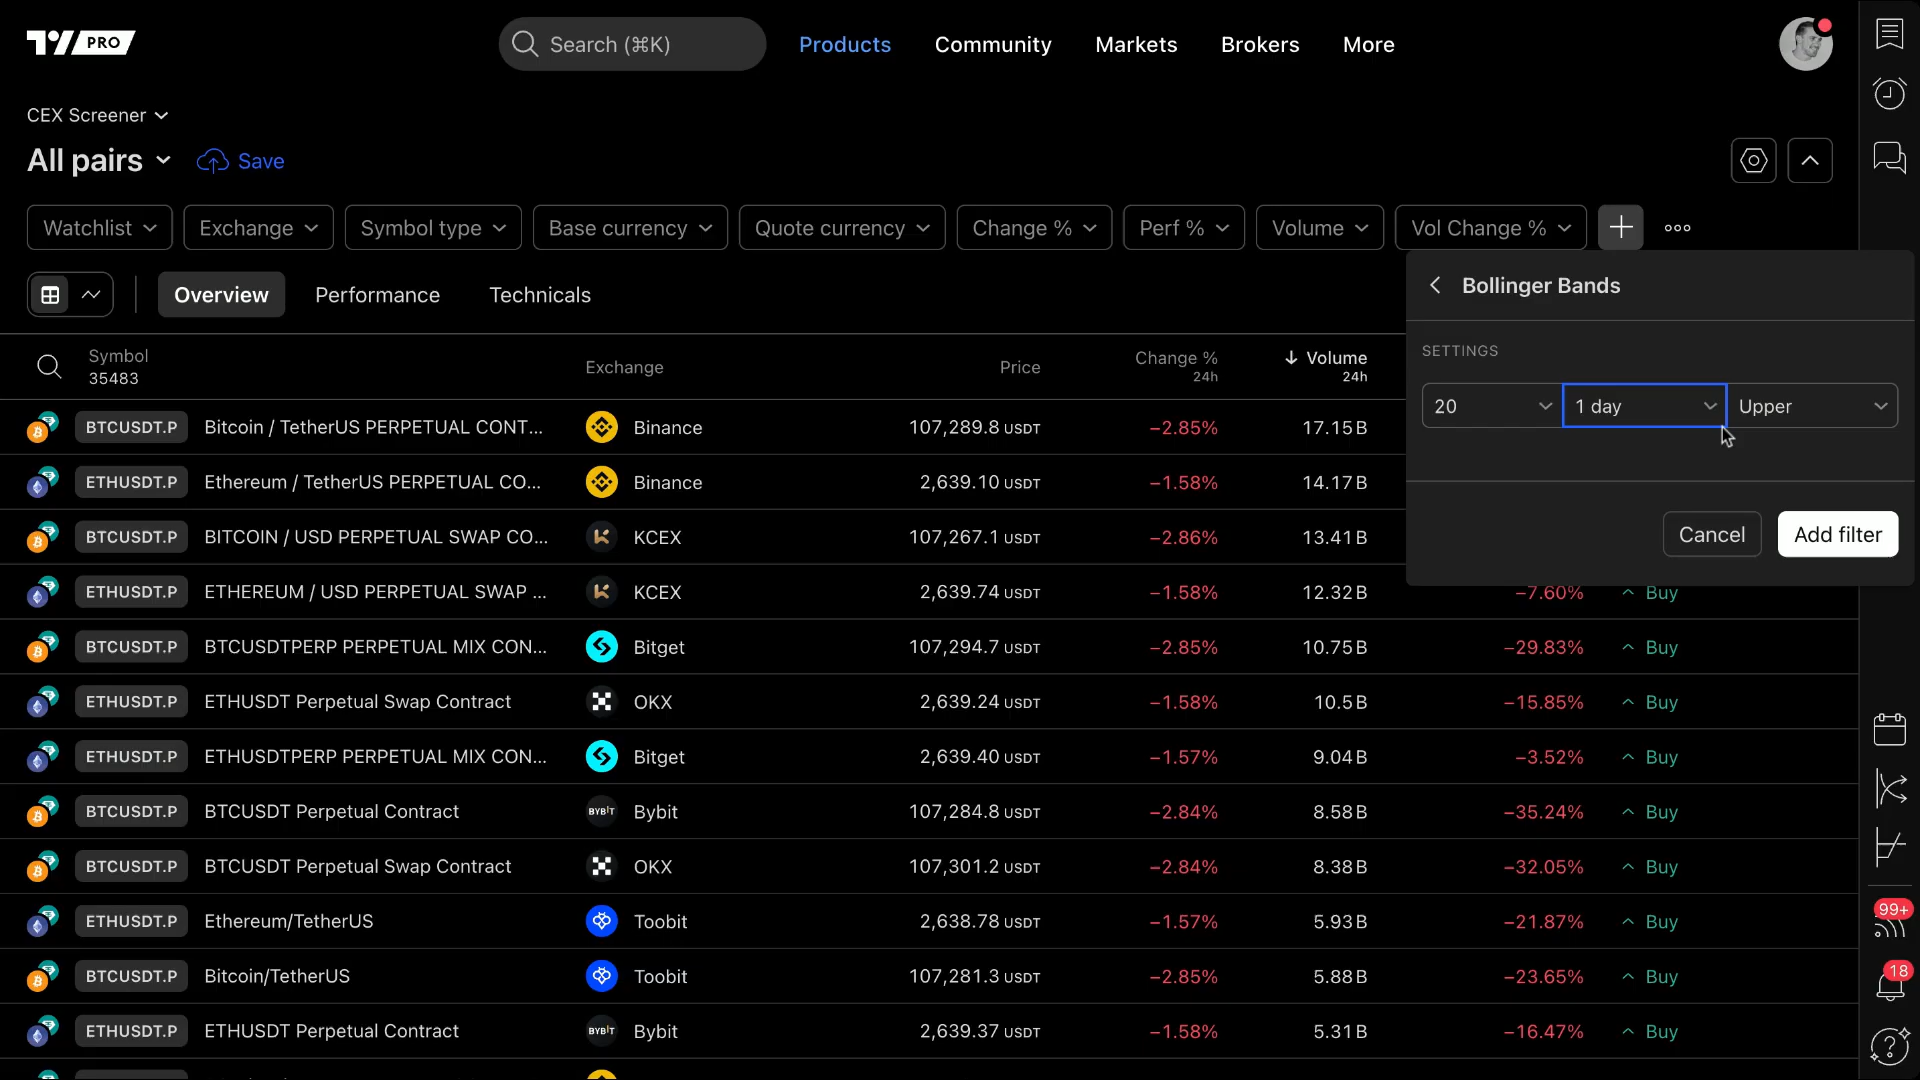 TV PRO
Search (⌘K)
Products
Community
Markets
Brokers
More
CEX Screener
All pairs
Save
Watchlist
Exchange
Symbol type
Base currency
Quote currency
Change %
Perf %
Volume
Vol Change %
Overview
Performance
Technicals
Bollinger Bands
SETTINGS
20
1 day
Upper
Cancel
Add filter
Symbol
35483
Exchange
Price
Change %
24h
Volume
24h
BTCUSDT.P Bitcoin / TetherUS PERPETUAL CONT... Binance 107,289.8 USDT −2.85% 17.15 B
ETHUSDT.P Ethereum / TetherUS PERPETUAL CO... Binance 2,639.10 USDT −1.58% 14.17 B
BTCUSDT.P BITCOIN / USD PERPETUAL SWAP CO... KCEX 107,267.1 USDT −2.86% 13.41 B
ETHUSDT.P ETHEREUM / USD PERPETUAL SWAP ... KCEX 2,639.74 USDT −1.58% 12.32 B −7.60% Buy
BTCUSDT.P BTCUSDTPERP PERPETUAL MIX CON... Bitget 107,294.7 USDT −2.85% 10.75 B −29.83% Buy
ETHUSDT.P ETHUSDT Perpetual Swap Contract OKX 2,639.24 USDT −1.58% 10.5 B −15.85% Buy
ETHUSDT.P ETHUSDTPERP PERPETUAL MIX CON... Bitget 2,639.40 USDT −1.57% 9.04 B −3.52% Buy
BTCUSDT.P BTCUSDT Perpetual Contract BYBIT Bybit 107,284.8 USDT −2.84% 8.58 B −35.24% Buy
BTCUSDT.P BTCUSDT Perpetual Swap Contract OKX 107,301.2 USDT −2.84% 8.38 B −32.05% Buy
ETHUSDT.P Ethereum/TetherUS Toobit 2,638.78 USDT −1.57% 5.93 B −21.87% Buy
BTCUSDT.P Bitcoin/TetherUS Toobit 107,281.3 USDT −2.85% 5.88 B −23.65% Buy
ETHUSDT.P ETHUSDT Perpetual Contract BYBIT Bybit 2,639.37 USDT −1.58% 5.31 B −16.47% Buy
99+
18